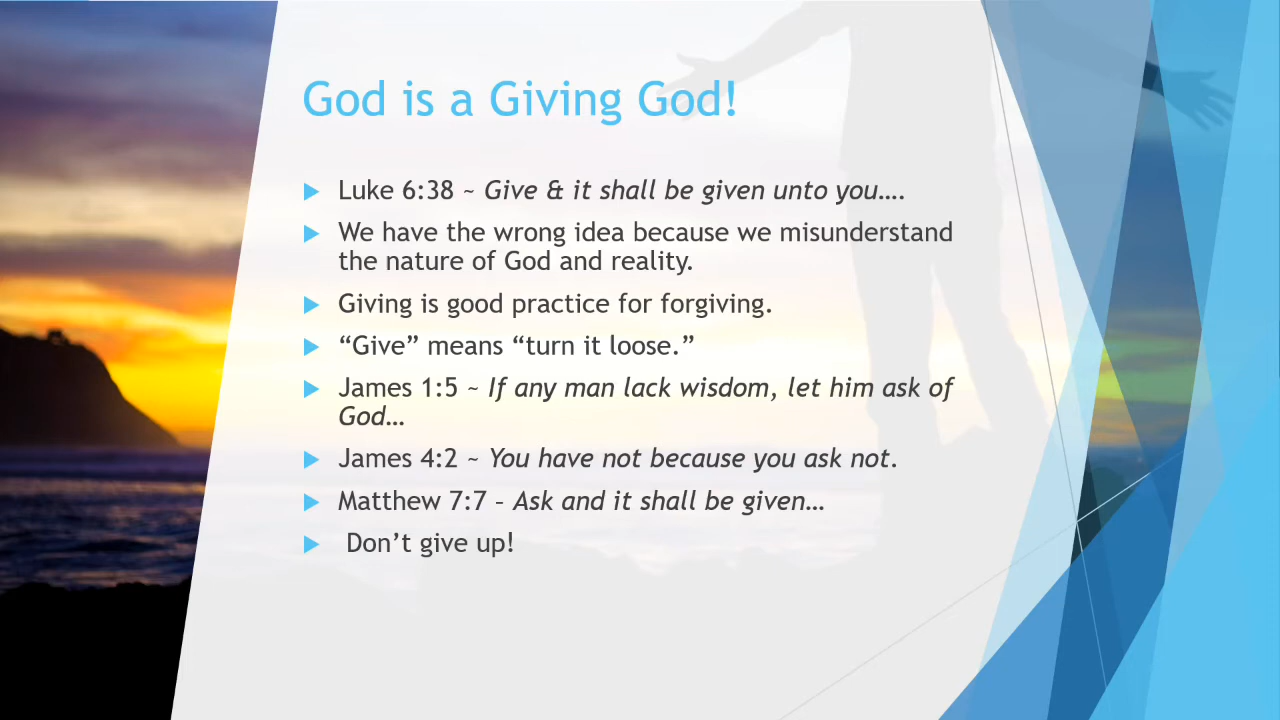 God is a Giving God!
Luke 6:38 ~ Give & it shall be given unto you….
We have the wrong idea because we misunderstand
the nature of God and reality.
Giving is good practice for forgiving.
“Give” means “turn it loose.”
James 1:5 ~ If any man lack wisdom, let him ask of
God…
James 4:2 ~ You have not because you ask not.
Matthew 7:7 – Ask and it shall be given…
Don’t give up!